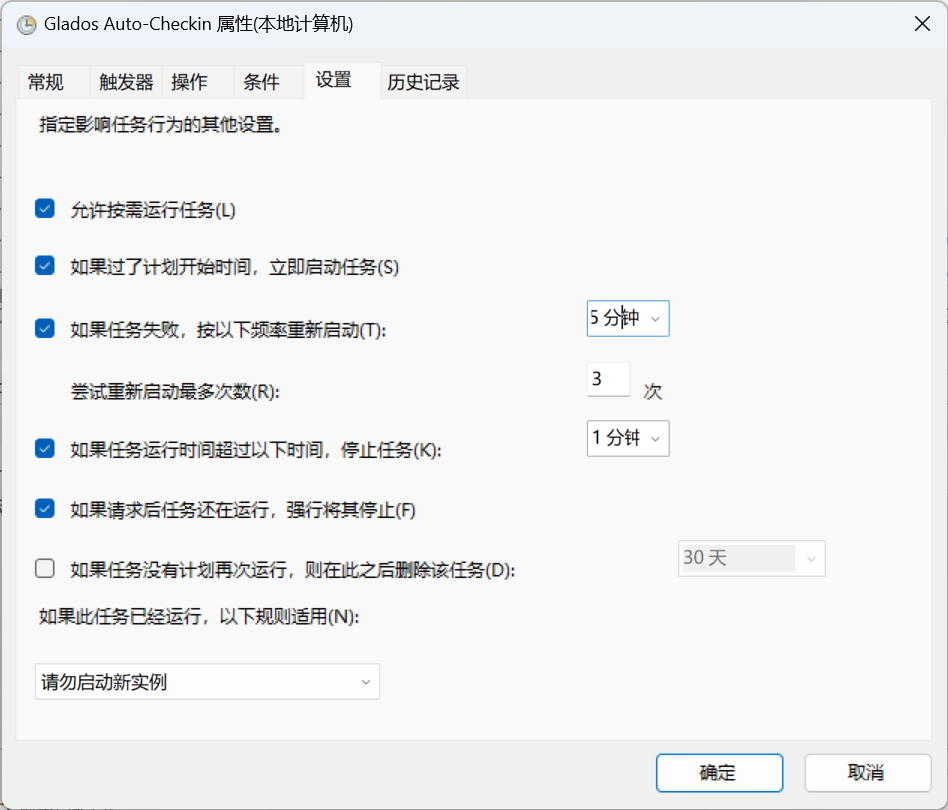 Glados Auto-Checkin 属性(本地计算机)
常规 触发器 操作 条件 设置 历史记录
指定影响任务行为的其他设置。
允许按需运行任务(L)
如果过了计划开始时间，立即启动任务(S)
如果任务失败，按以下频率重新启动(T): 5 分钟
尝试重新启动最多次数(R): 3 次
如果任务运行时间超过以下时间，停止任务(K): 1 分钟
如果请求后任务还在运行，强行将其停止(F)
如果任务没有计划再次运行，则在此之后删除该任务(D): 30 天
如果此任务已经运行，以下规则适用(N):
请勿启动新实例
确定 取消